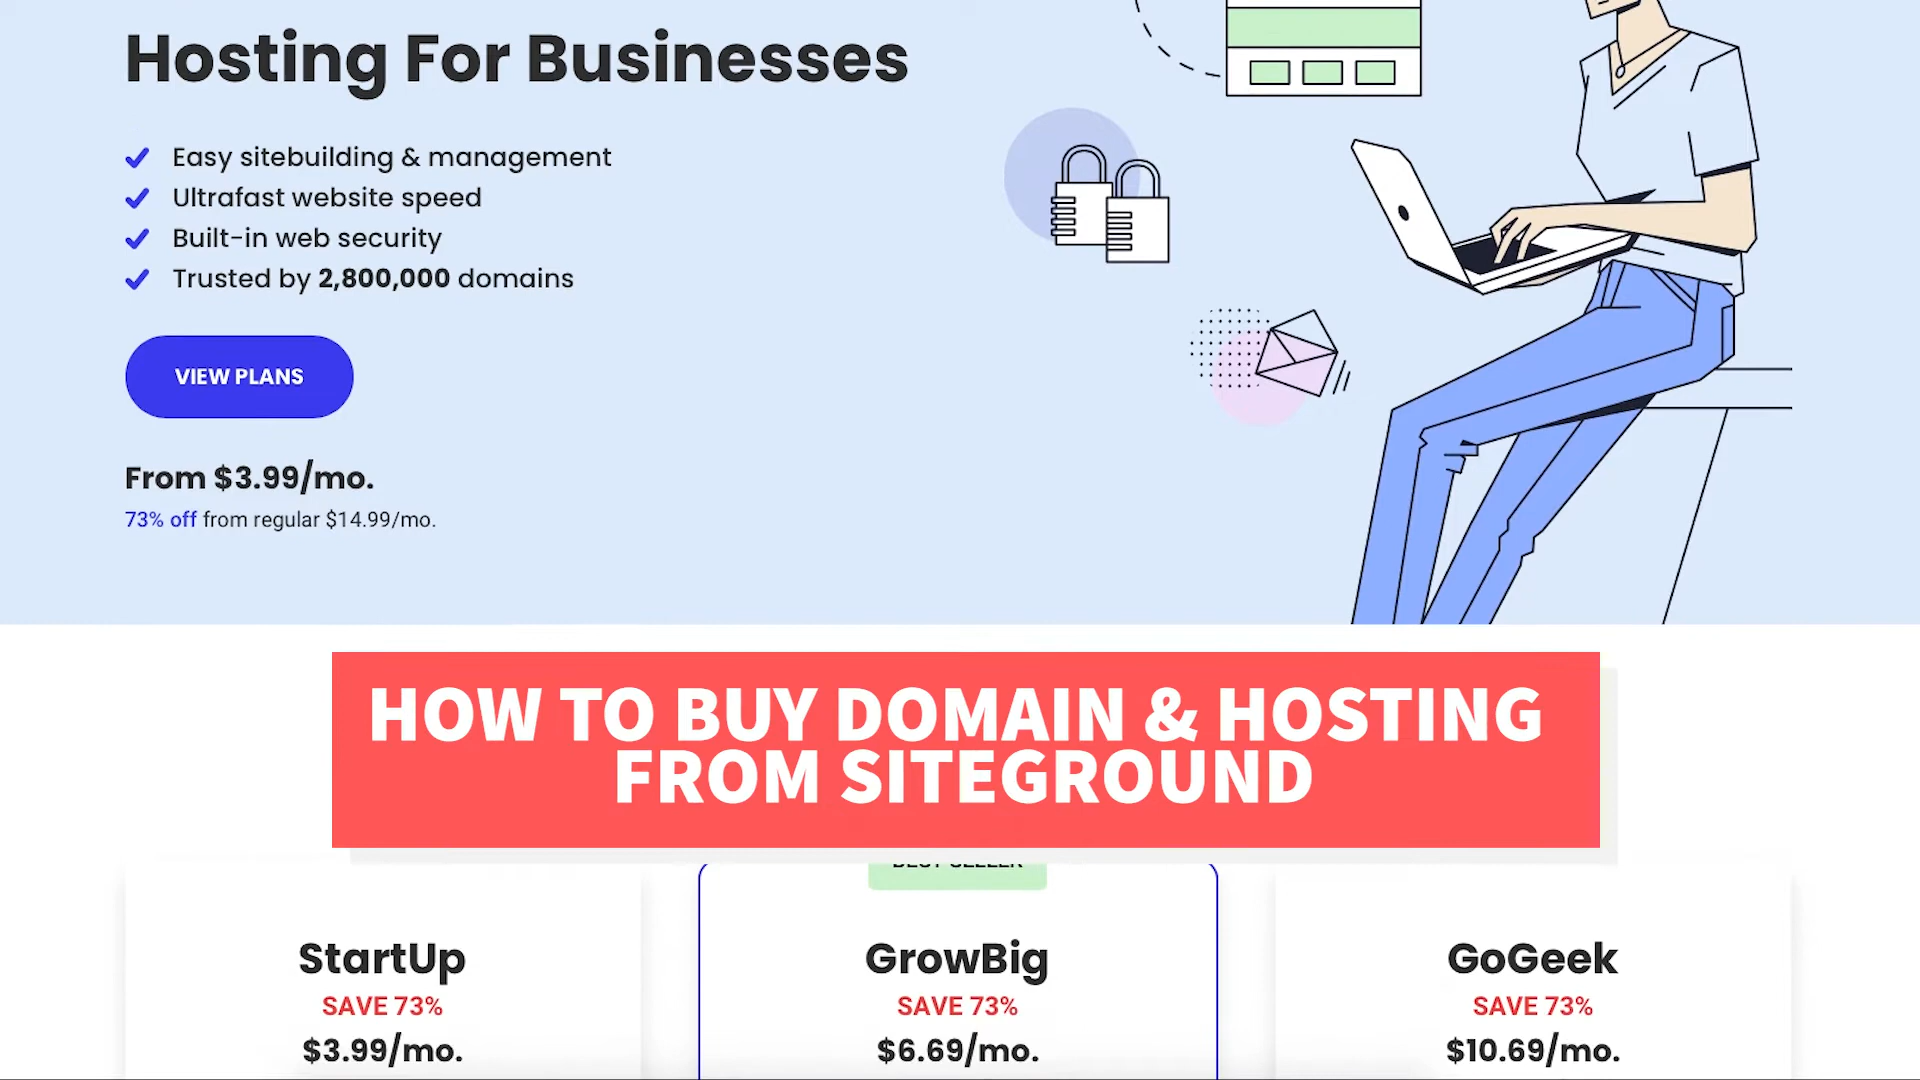 Hosting For Businesses
Easy sitebuilding & management
Ultrafast website speed
Built-in web security
Trusted by 2,800,000 domains
VIEW PLANS
From $3.99/mo.
73% off from regular $14.99/mo.
HOW TO BUY DOMAIN & HOSTING
FROM SITEGROUND
BEST SELLER
StartUp
SAVE 73%
$3.99/mo.
GrowBig
SAVE 73%
$6.69/mo.
GoGeek
SAVE 73%
$10.69/mo.